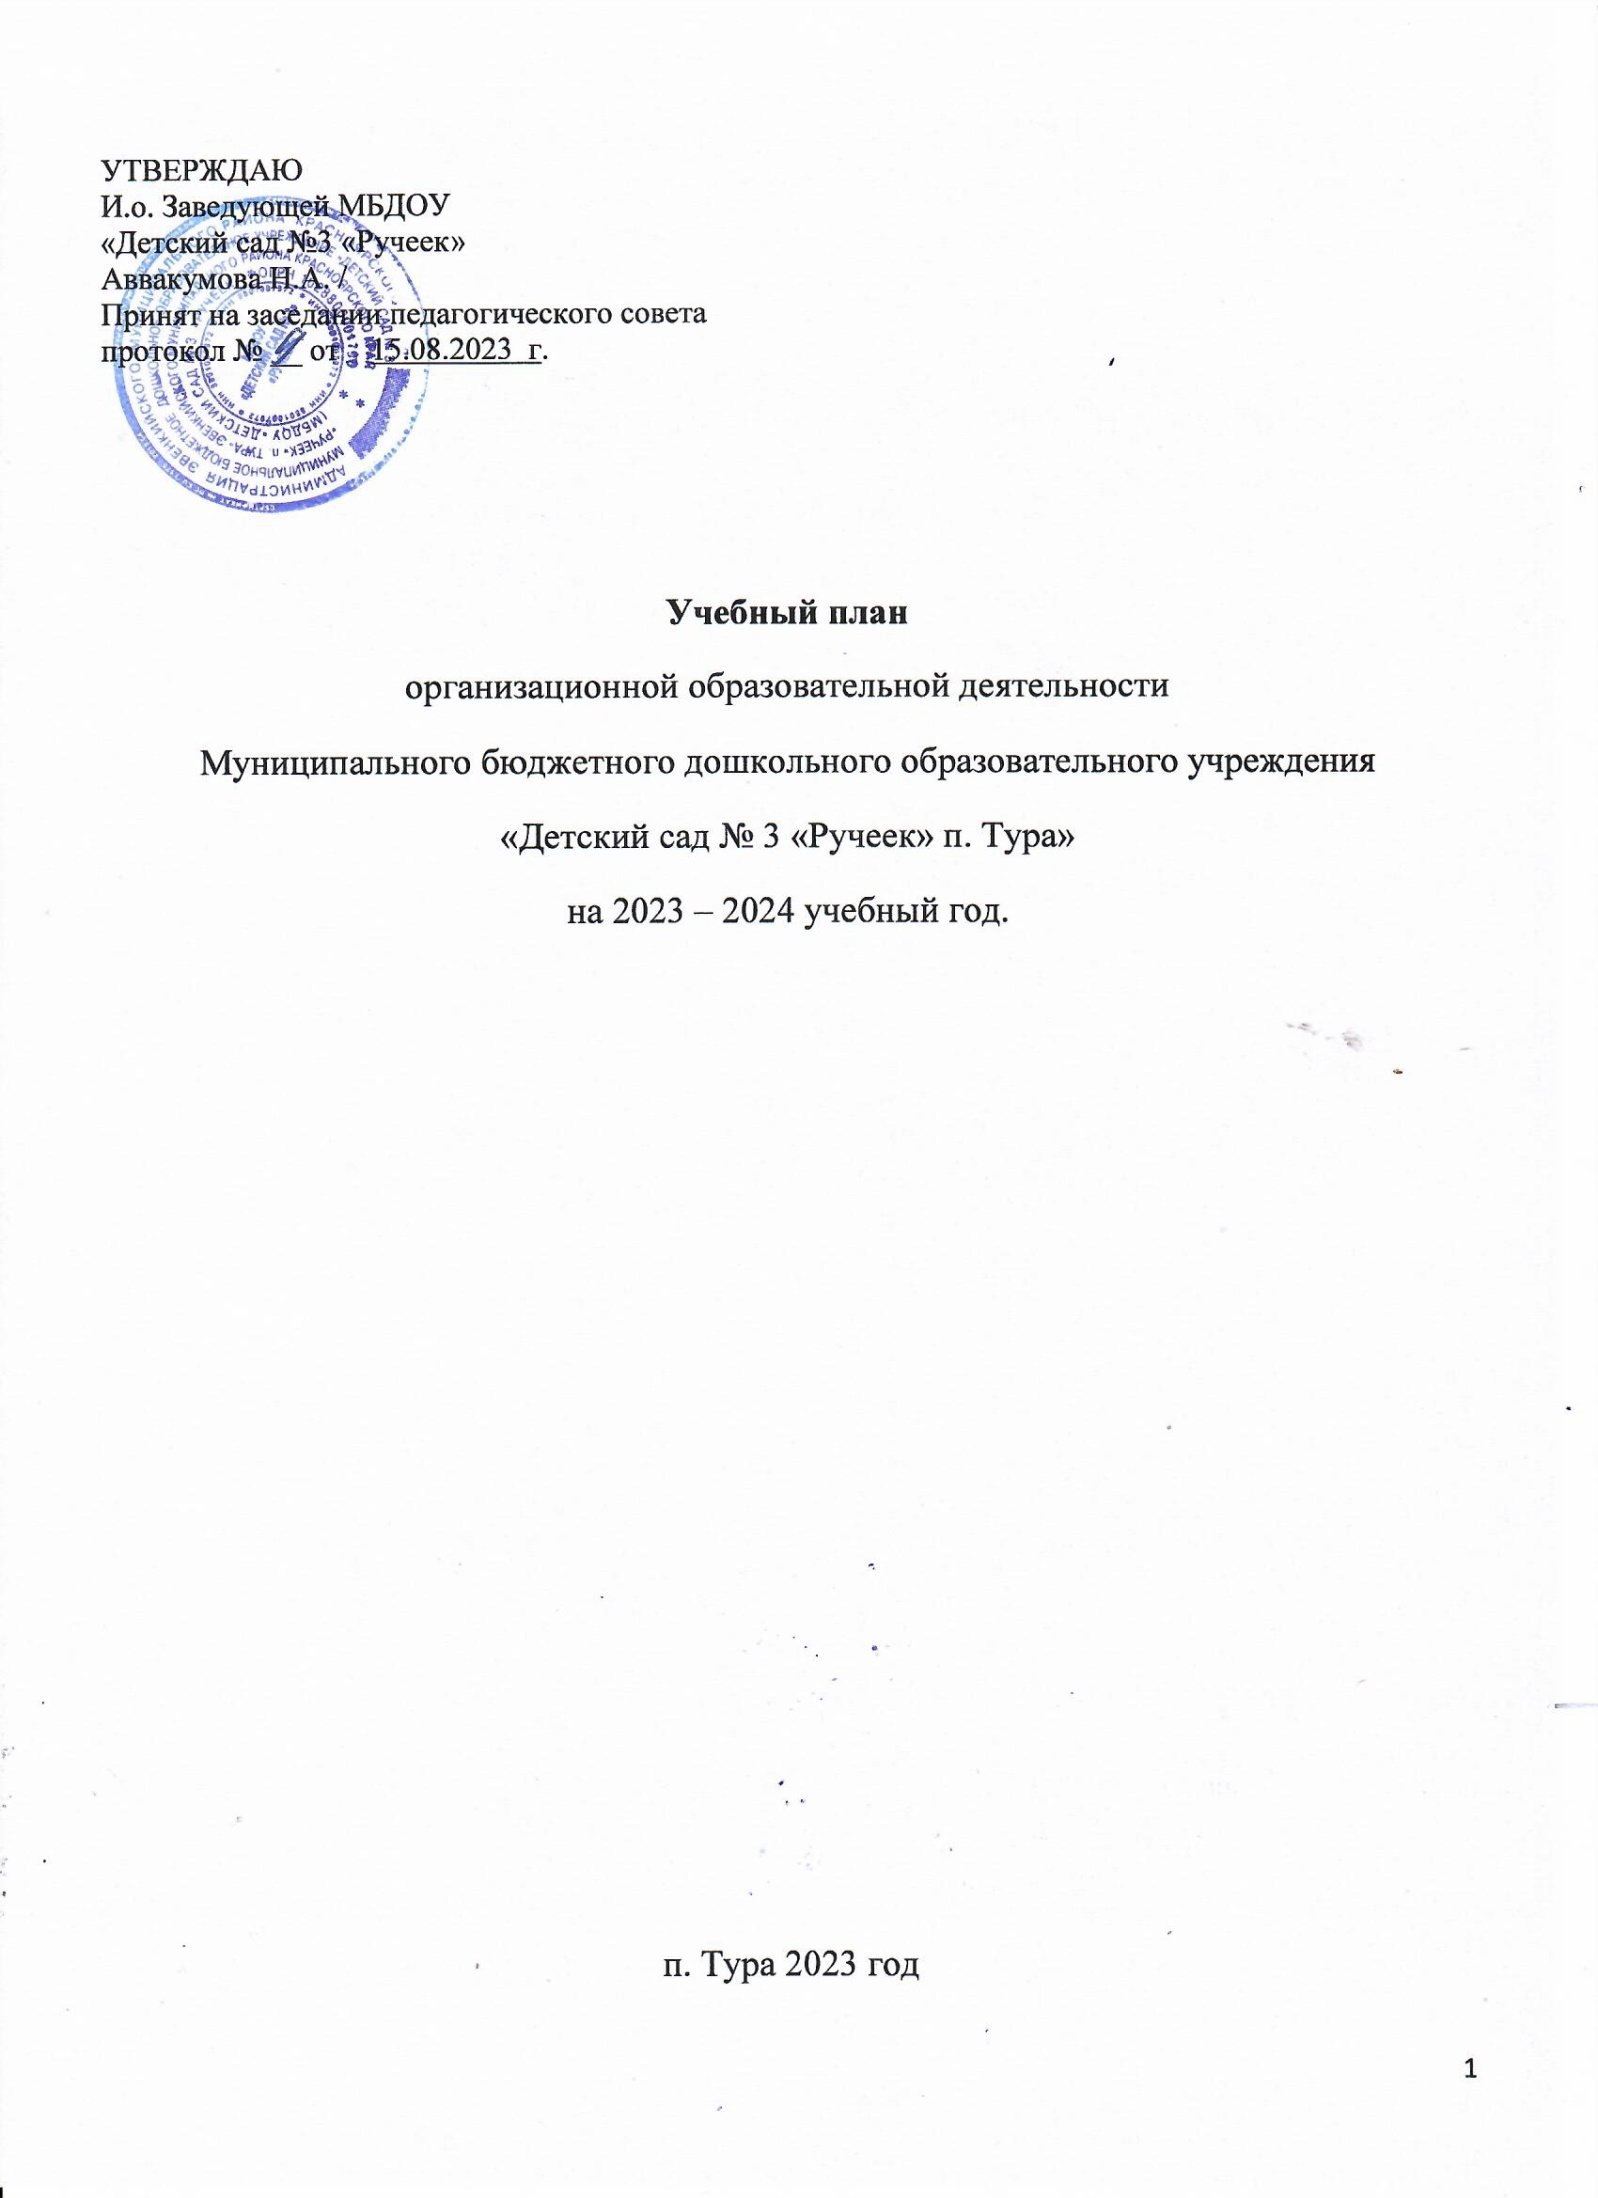 УТВЕРЖДАЮ
И.о. Заведующей МБДОУ
«Детский сад №3 «Ручеек»
Аввакумова Н.А. /
Принят на заседании педагогического совета
протокол № __ от 15.08.2023 г.
Учебный план
организационной образовательной деятельности
Муниципального бюджетного дошкольного образовательного учреждения
«Детский сад № 3 «Ручеек» п. Тура»
на 2023 – 2024 учебный год.
п. Тура 2023 год
1